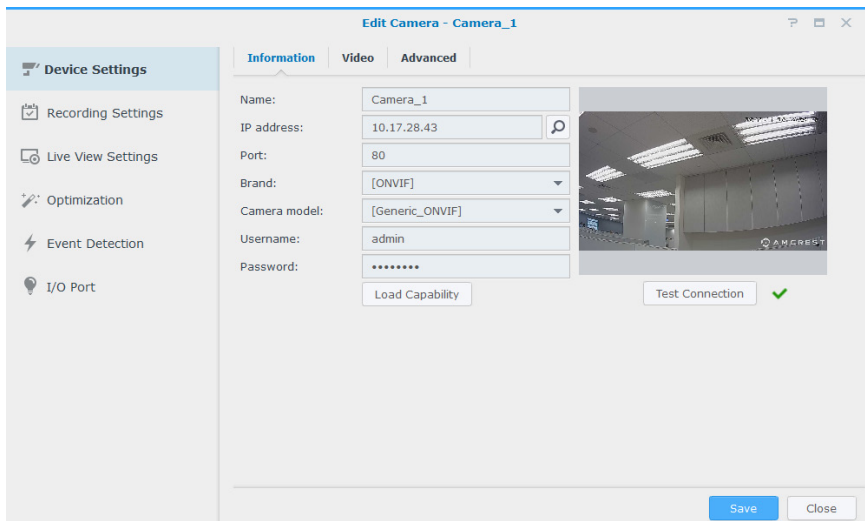 Edit Camera - Camera_1
Device Settings
Recording Settings
Live View Settings
Optimization
Event Detection
I/O Port
Information Video Advanced
Name: Camera_1
IP address: 10.17.28.43
Port: 80
Brand: [ONVIF]
Camera model: [Generic_ONVIF]
Username: admin
Password: ••••••••
Load Capability
AMCREST
Test Connection
Save Close